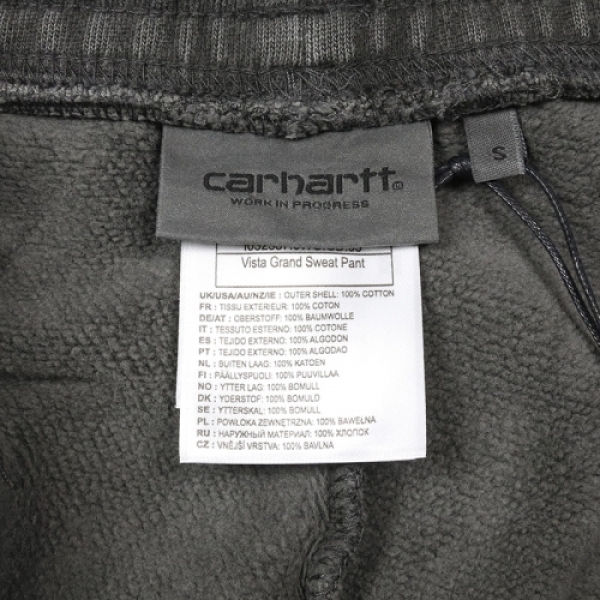 carhartt
WORK IN PROGRESS
S
Vista Grand Sweat Pant
UK/USA/AU/NZ/IE : OUTER SHELL: 100% COTTON
FR : TISSU EXTERIEUR: 100% COTON
DE/AT : OBERSTOFF: 100% BAUMWOLLE
IT : TESSUTO ESTERNO: 100% COTONE
ES : TEJIDO EXTERNO: 100% ALGODON
PT : TECIDO EXTERNO: 100% ALGODAO
NL : BUITEN LAAG: 100% KATOEN
FI : PÄÄLLYSPUOLI: 100% PUUVILLAA
NO : YTTER LAG: 100% BOMULL
DK : YDERSTOF: 100% BOMULD
SE : YTTERSKAL: 100% BOMULL
PL : POWŁOKA ZEWNĘTRZNA: 100% BAWEŁNA
RU : НАРУЖНЫЙ МАТЕРИАЛ: 100% ХЛОПОК
CZ : VNĚJŠÍ VRSTVA: 100% BAVLNA